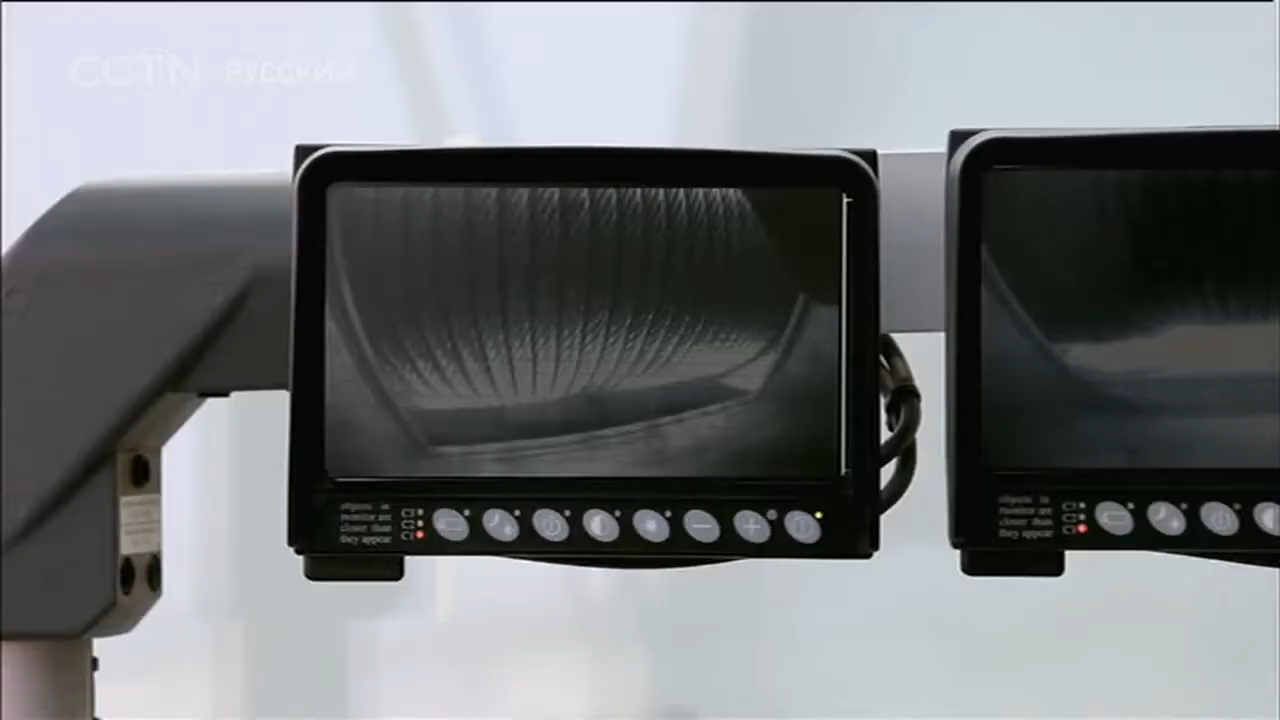 CGTN РУССКИЙ
objects in
monitor are
closer than
they appear
objects in
monitor are
closer than
they appear